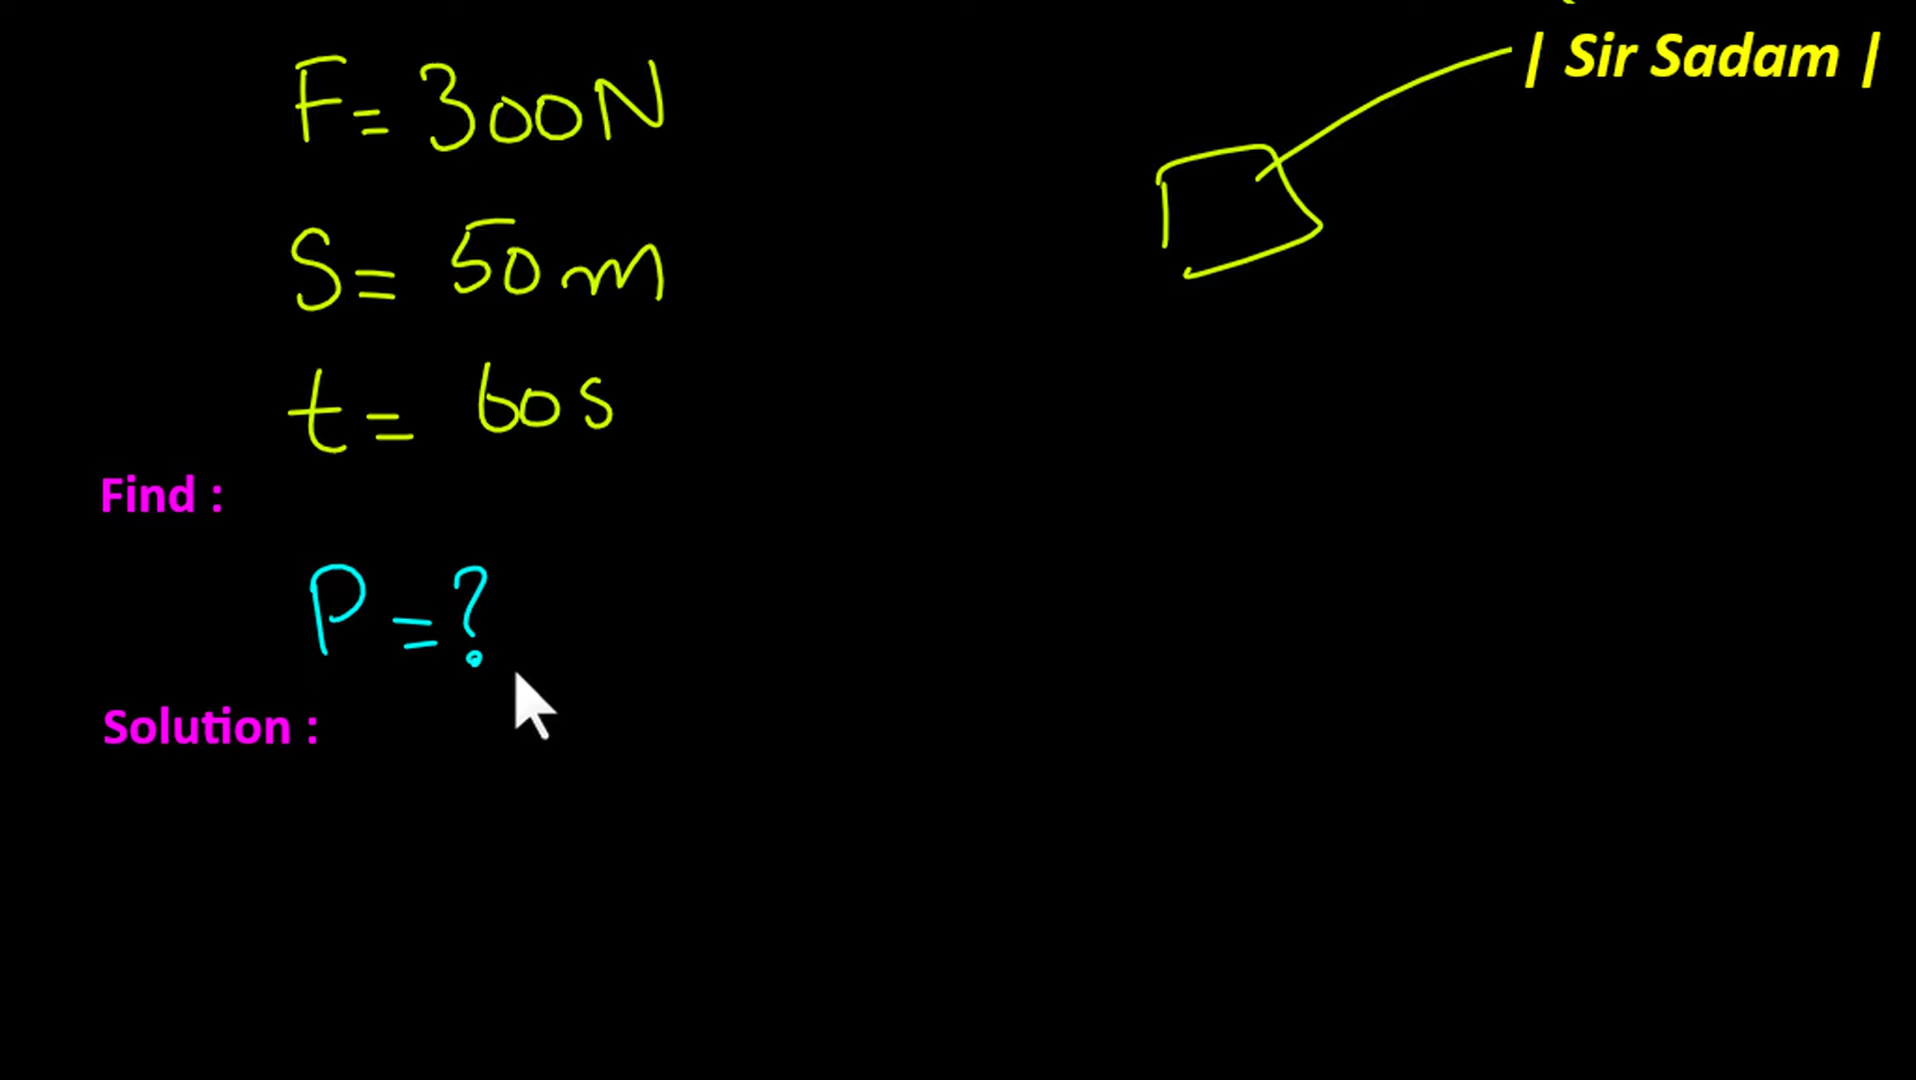 | Sir Sadam |
F = 300N
S = 50m
t = 60s
Find :
P = ?
Solution :